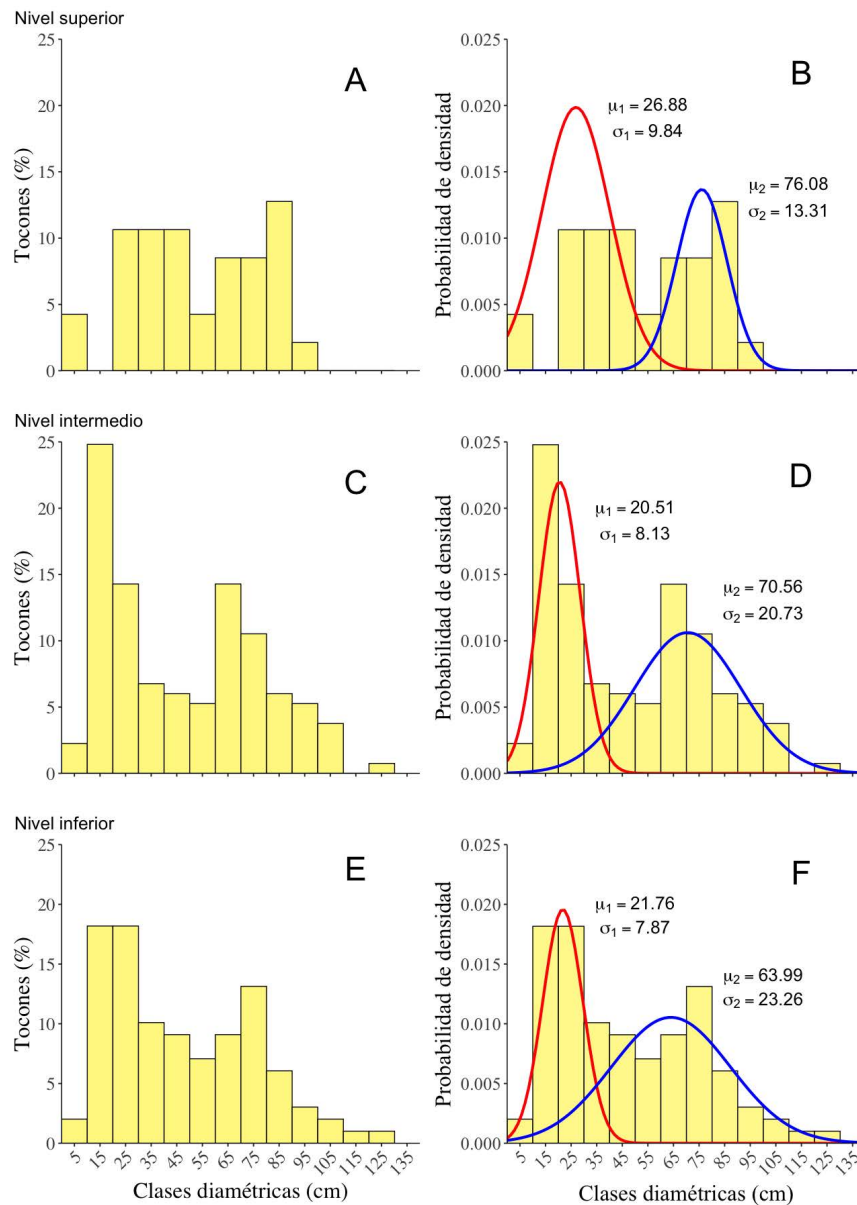 Nivel superior
25
20
15
10
5
0
Tocones (%)
A
0.025
0.020
0.015
0.010
0.005
0.000
Probabilidad de densidad
B
μ1 = 26.88
σ1 = 9.84
μ2 = 76.08
σ2 = 13.31
Nivel intermedio
25
20
15
10
5
0
Tocones (%)
C
0.025
0.020
0.015
0.010
0.005
0.000
Probabilidad de densidad
D
μ1 = 20.51
σ1 = 8.13
μ2 = 70.56
σ2 = 20.73
Nivel inferior
25
20
15
10
5
0
Tocones (%)
E
5 15 25 35 45 55 65 75 85 95 105 115 125 135
Clases diamétricas (cm)
0.025
0.020
0.015
0.010
0.005
0.000
Probabilidad de densidad
F
μ1 = 21.76
σ1 = 7.87
μ2 = 63.99
σ2 = 23.26
5 15 25 35 45 55 65 75 85 95 105 115 125 135
Clases diamétricas (cm)